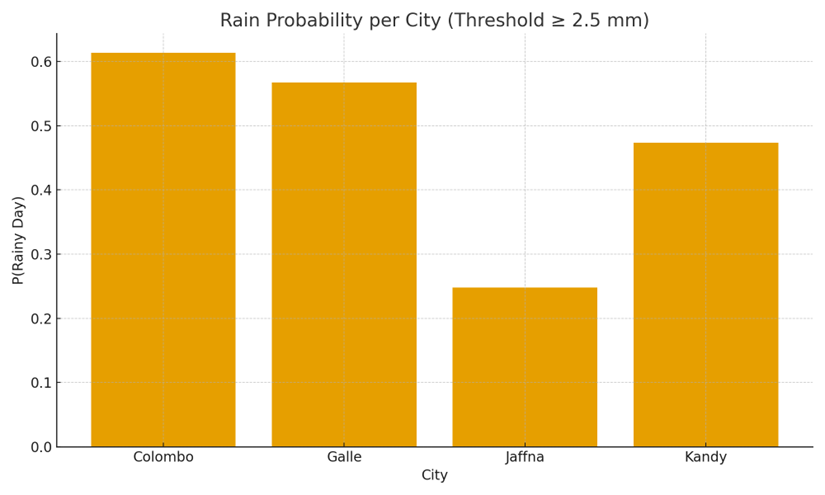 Rain Probability per City (Threshold ≥ 2.5 mm)
P(Rainy Day)
0.6
0.5
0.4
0.3
0.2
0.1
0.0
Colombo Galle Jaffna Kandy
City